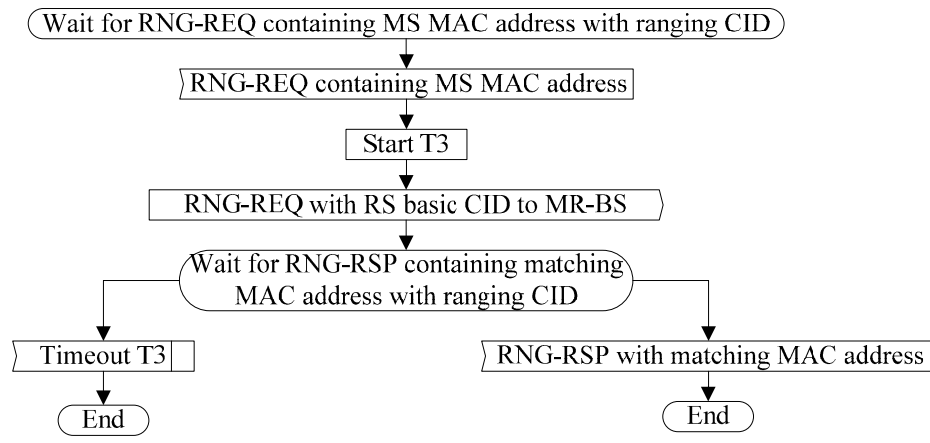 Wait for RNG-REQ containing MS MAC address with ranging CID
RNG-REQ containing MS MAC address
Start T3
RNG-REQ with RS basic CID to MR-BS
Wait for RNG-RSP containing matching
MAC address with ranging CID
Timeout T3
RNG-RSP with matching MAC address
End
End